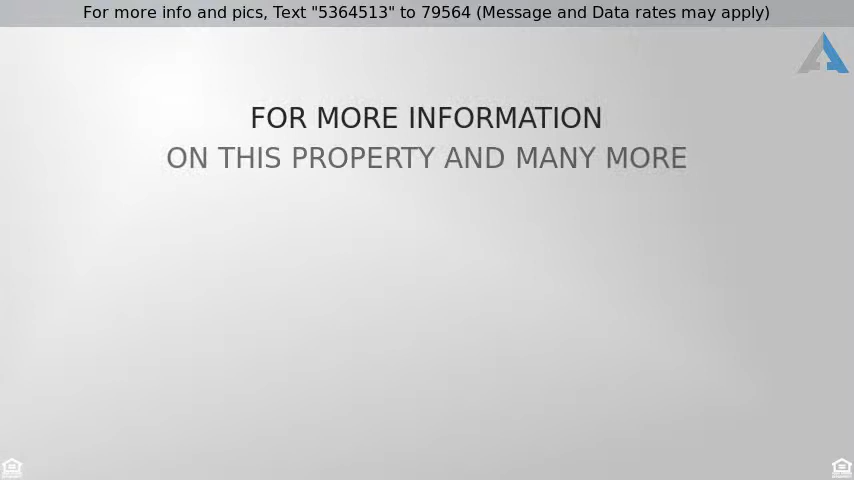 For more info and pics, Text "5364513" to 79564 (Message and Data rates may apply)
FOR MORE INFORMATION
ON THIS PROPERTY AND MANY MORE